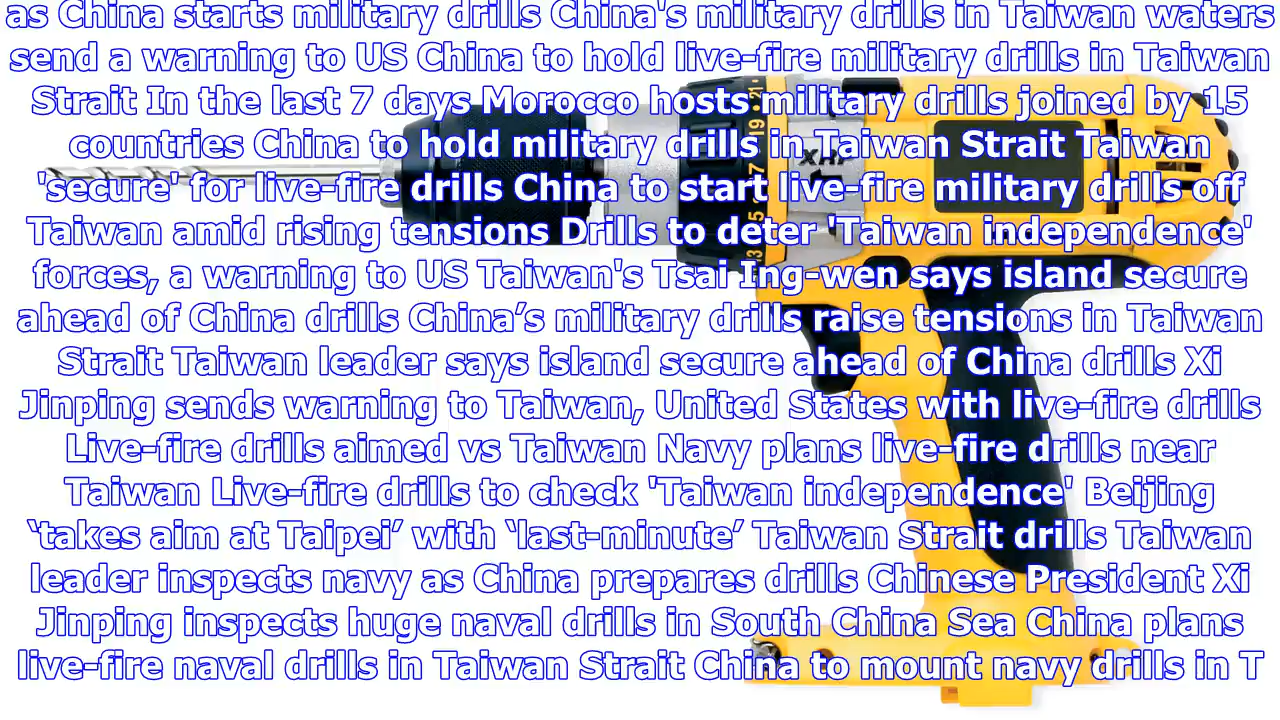 as China starts military drills China's military drills in Taiwan waters
send a warning to US China to hold live-fire military drills in Taiwan
Strait In the last 7 days Morocco hosts military drills joined by 15
countries China to hold military drills in Taiwan Strait Taiwan
'secure' for live-fire drills China to start live-fire military drills off
Taiwan amid rising tensions Drills to deter 'Taiwan independence'
forces, a warning to US Taiwan's Tsai Ing-wen says island secure
ahead of China drills China’s military drills raise tensions in Taiwan
Strait Taiwan leader says island secure ahead of China drills Xi
Jinping sends warning to Taiwan, United States with live-fire drills
Live-fire drills aimed vs Taiwan Navy plans live-fire drills near
Taiwan Live-fire drills to check 'Taiwan independence' Beijing
‘takes aim at Taipei’ with ‘last-minute’ Taiwan Strait drills Taiwan
leader inspects navy as China prepares drills Chinese President Xi
Jinping inspects huge naval drills in South China Sea China plans
live-fire naval drills in Taiwan Strait China to mount navy drills in T